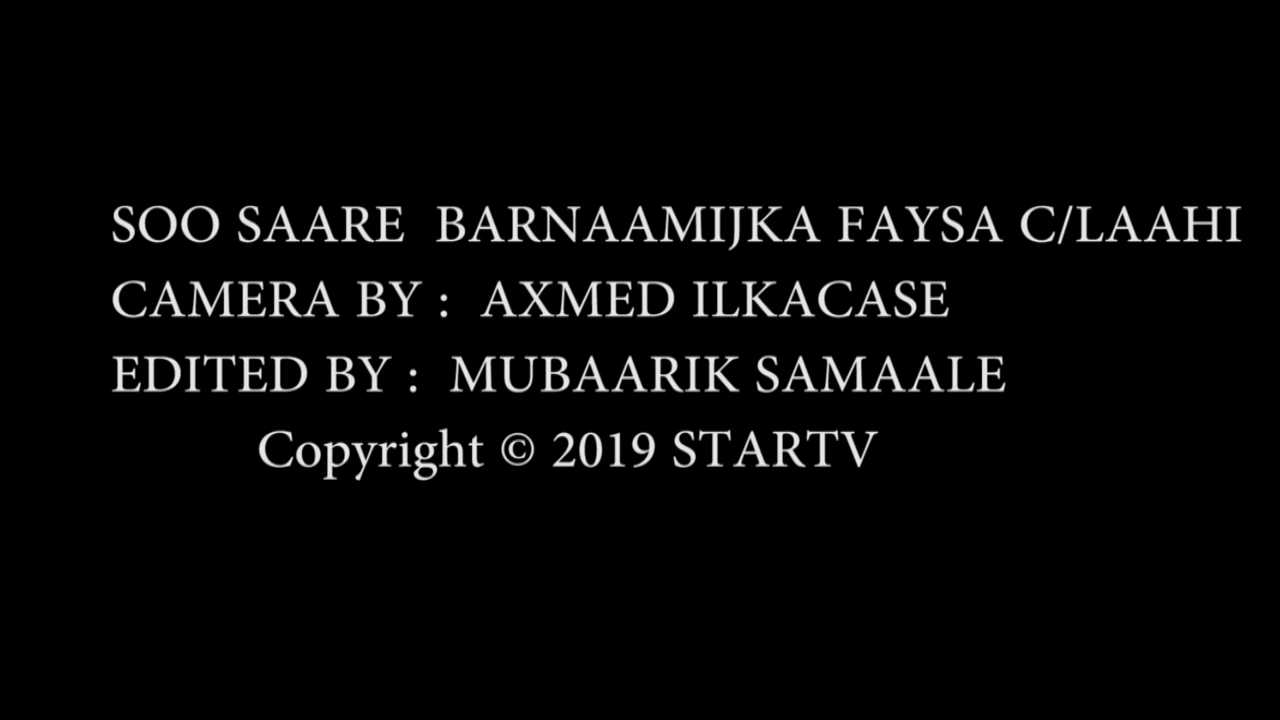 SOO SAARE BARNAAMIJKA FAYSA C/LAAHI
CAMERA BY : AXMED ILKACASE
EDITED BY : MUBAARIK SAMAALE
Copyright © 2019 STARTV